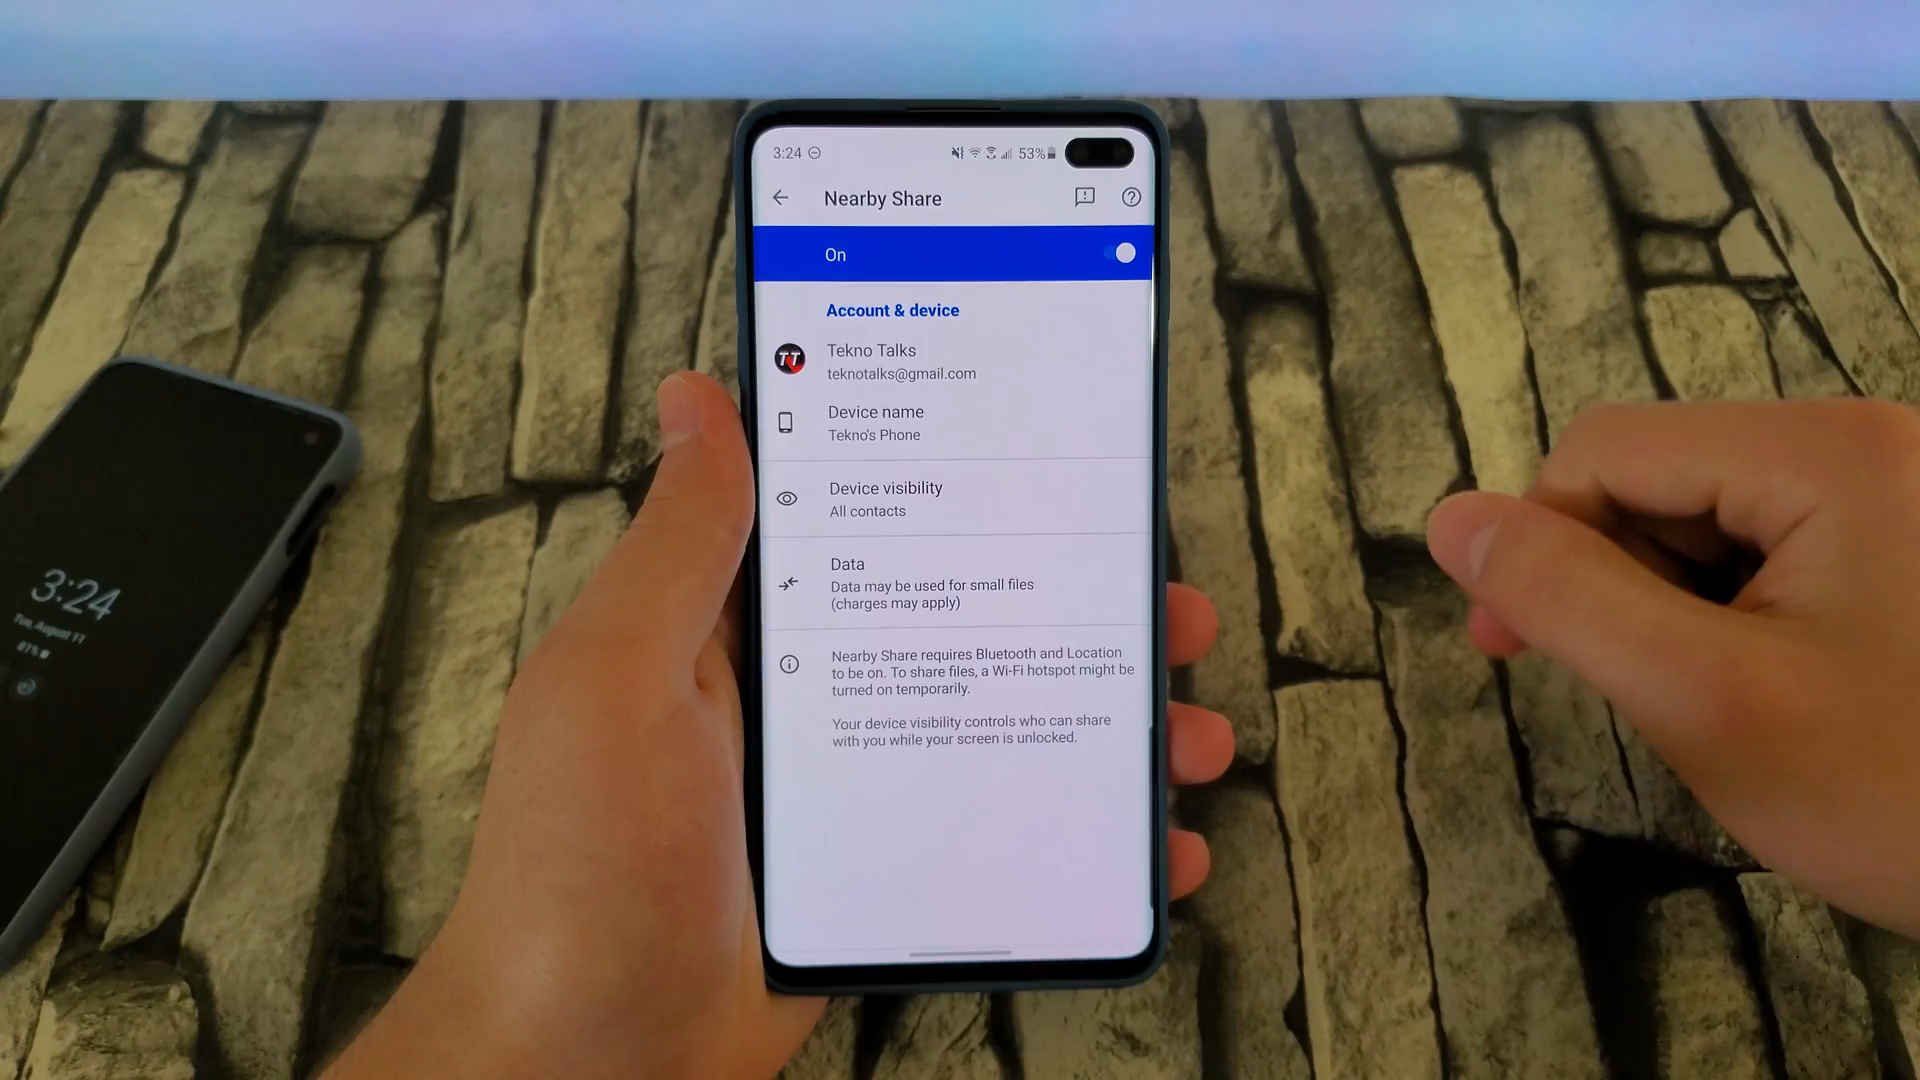 3:24
53%
Nearby Share
On
Account & device
TT
Tekno Talks
teknotalks@gmail.com
Device name
Tekno's Phone
Device visibility
All contacts
Data
Data may be used for small files
(charges may apply)
Nearby Share requires Bluetooth and Location
to be on. To share files, a Wi-Fi hotspot might be
turned on temporarily.
Your device visibility controls who can share
with you while your screen is unlocked.
3:24
Tue, August 11
81%